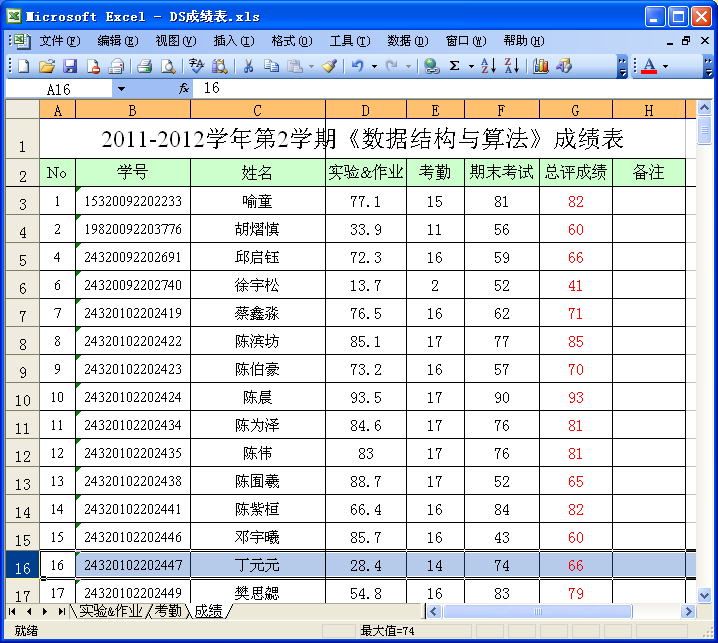 Microsoft Excel - DS成绩表.xls
文件(F) 编辑(E) 视图(V) 插入(I) 格式(O) 工具(T) 数据(D) 窗口(W) 帮助(H)
A16 fx 16
A B C D E F G H
1 2011-2012学年第2学期《数据结构与算法》成绩表
2 No 学号 姓名 实验&作业 考勤 期末考试 总评成绩 备注
3 1 15320092202233 喻童 77.1 15 81 82
4 2 19820092203776 胡熠慎 33.9 11 56 60
5 4 24320092202691 邱启钰 72.3 16 59 66
6 6 24320092202740 徐宇松 13.7 2 52 41
7 7 24320102202419 蔡鑫淼 76.5 16 62 71
8 8 24320102202422 陈滨坊 85.1 17 77 85
9 9 24320102202423 陈伯豪 73.2 16 57 70
10 10 24320102202424 陈晨 93.5 17 90 93
11 11 24320102202434 陈为泽 84.6 17 76 81
12 12 24320102202435 陈伟 83 17 76 81
13 13 24320102202438 陈囿羲 88.7 17 52 65
14 14 24320102202441 陈紫桓 66.4 16 84 82
15 15 24320102202446 邓宇曦 85.7 16 43 60
16 16 24320102202447 丁元元 28.4 14 74 66
17 17 24320102202449 樊思勰 54.8 16 83 79
实验&作业 考勤 成绩
就绪 最大值=74